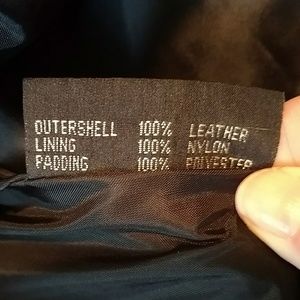 OUTERSHELL 100% LEATHER
LINING 100% NYLON
PADDING 100% POLYESTER